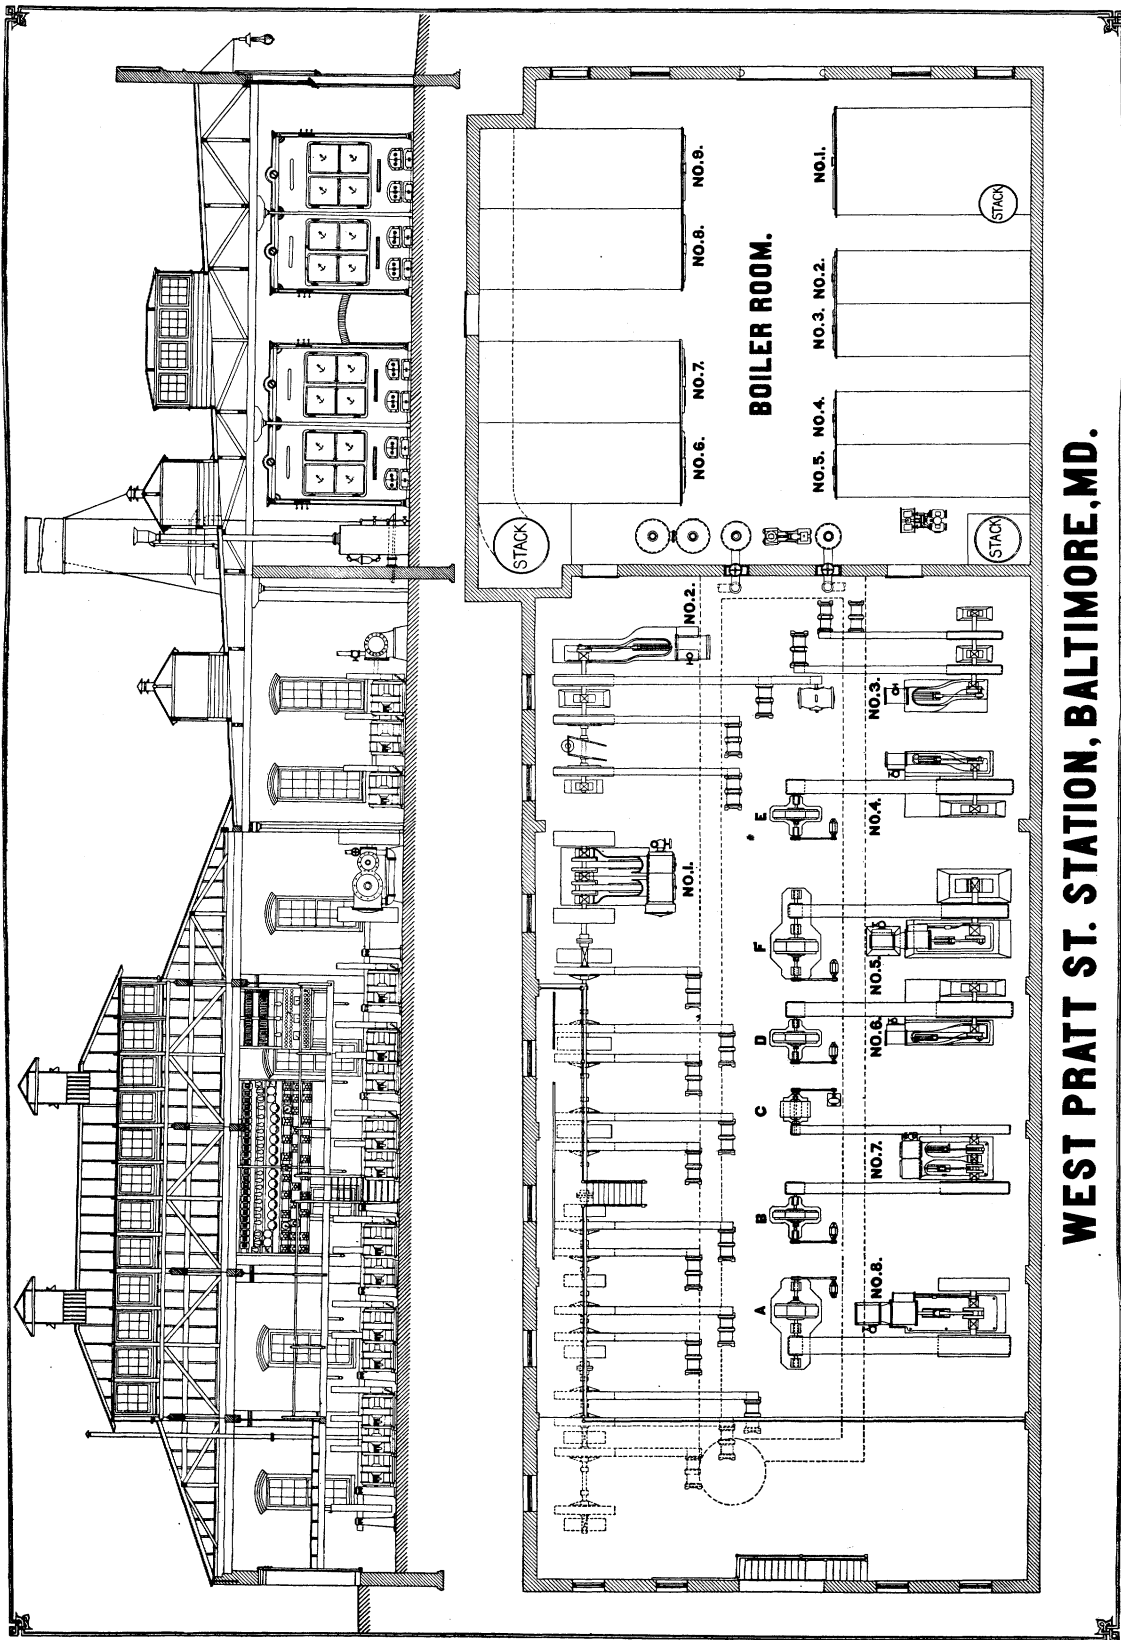 NO.9.
NO.8.
NO.7.
NO.6.
NO.1.
STACK
BOILER ROOM.
NO.2.
NO.3.
NO.4.
NO.5.
STACK
STACK
NO.2.
NO.1.
NO.3.
NO.4.
NO.5.
NO.6.
NO.7.
NO.8.
E
F
D
C
B
A
WEST PRATT ST. STATION, BALTIMORE, MD.